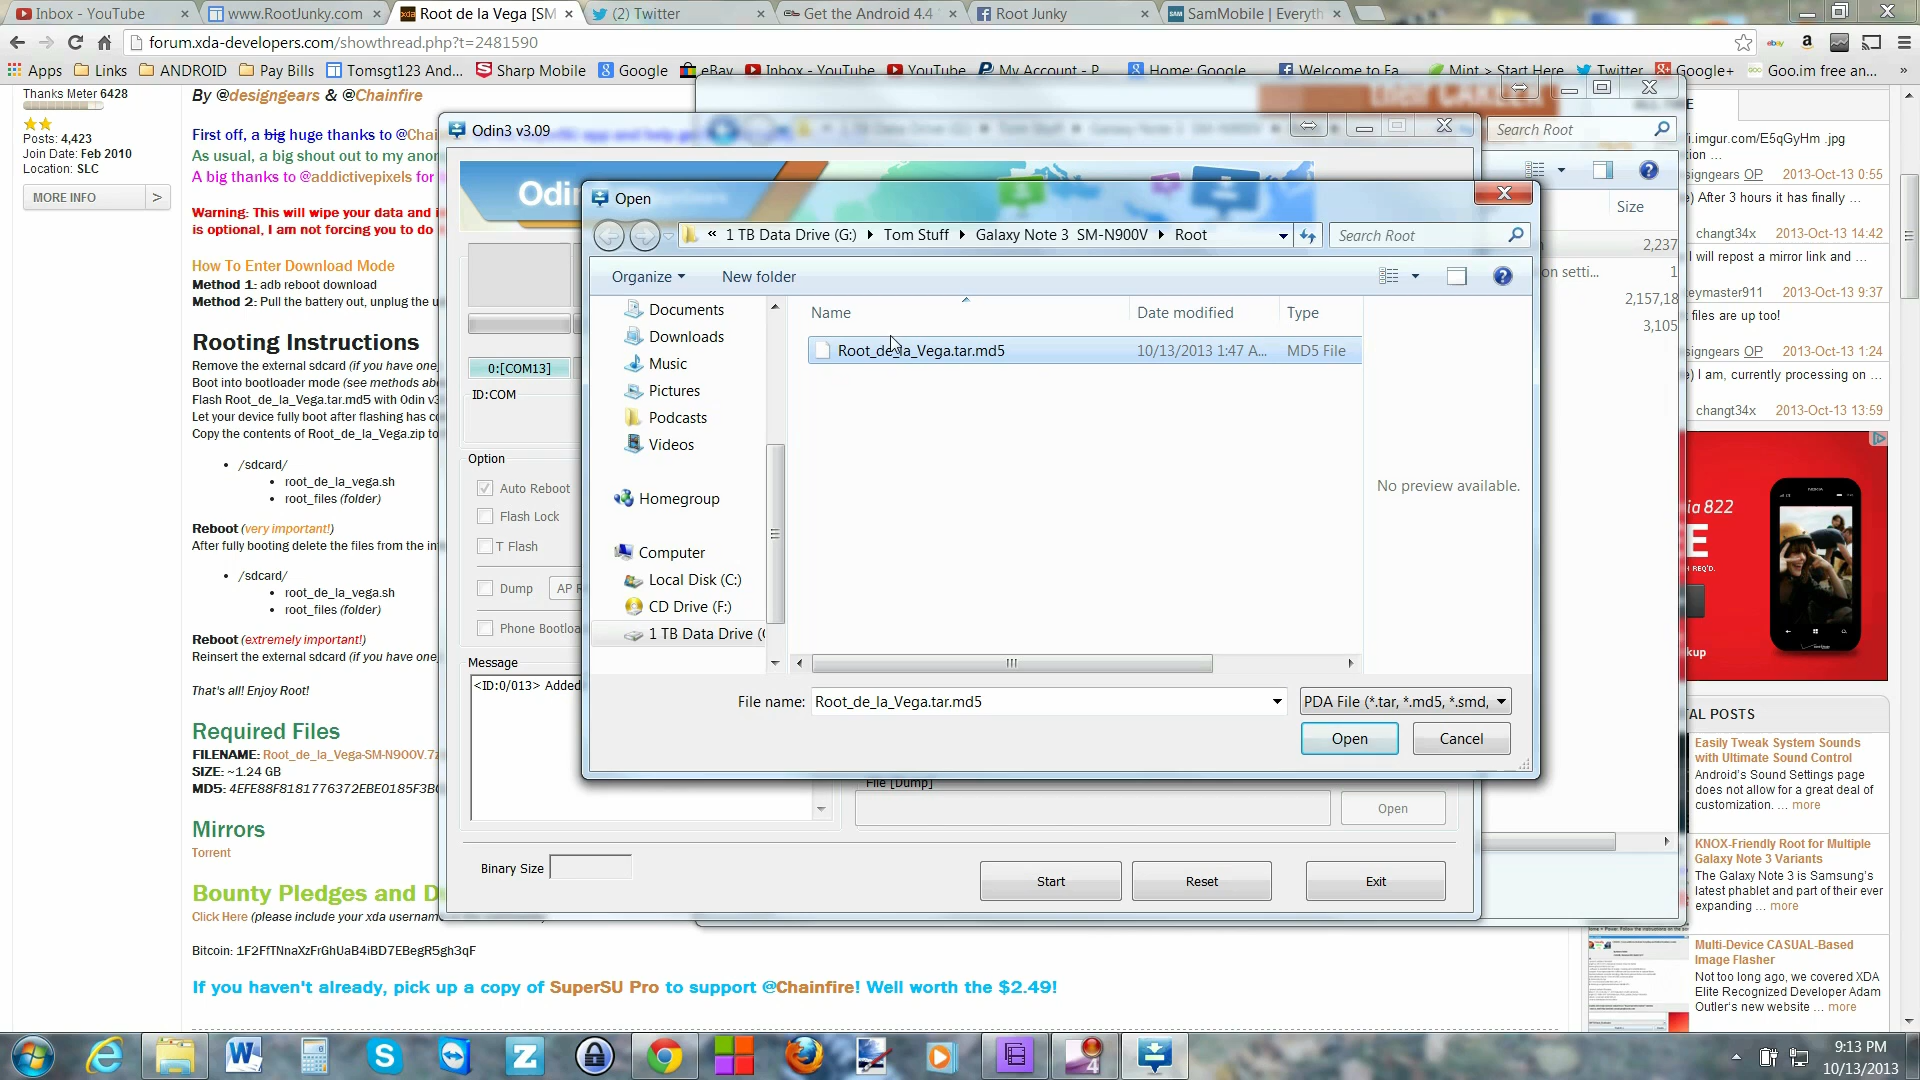 Inbox - YouTube
www.RootJunky.com
Root de la Vega [SM
(2) Twitter
Get the Android 4.4
Root Junky
SamMobile | Everyth
forum.xda-developers.com/showthread.php?t=2481590
Apps
Links
ANDROID
Pay Bills
Tomsgt123 And...
Sharp Mobile
Google
eBay
Inbox - YouTube
YouTube
My Account - P
Home: Google
Welcome to Fa
Mint > Start Here
Twitter
Google+
Goo.im free an...
»
Thanks Meter 6428
Posts: 4,423
Join Date: Feb 2010
Location: SLC
MORE INFO >
By @designgears & @Chainfire
First off, a big huge thanks to @Chai
As usual, a big shout out to my anor
A big thanks to @addictivepixels for
Warning: This will wipe your data and i
is optional, I am not forcing you to do
How To Enter Download Mode
Method 1: adb reboot download
Method 2: Pull the battery out, unplug the u
Rooting Instructions
Remove the external sdcard (if you have one
Boot into bootloader mode (see methods abo
Flash Root_de_la_Vega.tar.md5 with Odin v3
Let your device fully boot after flashing has co
Copy the contents of Root_de_la_Vega.zip to
/sdcard/
root_de_la_vega.sh
root_files (folder)
Reboot (very important!)
After fully booting delete the files from the in
/sdcard/
root_de_la_vega.sh
root_files (folder)
Reboot (extremely important!)
Reinsert the external sdcard (if you have one
That's all! Enjoy Root!
Required Files
FILENAME: Root_de_la_Vega-SM-N900V.7z
SIZE: ~1.24 GB
MD5: 4EFE88F8181776372EBE0185F3B
Mirrors
Torrent
Bounty Pledges and D
Click Here (please include your xda username
Bitcoin: 1F2FfTNnaXzFrGhUaB4iBD7EBegR5gh3qF
If you haven't already, pick up a copy of SuperSU Pro to support @Chainfire! Well worth the $2.49!
Odin3 v3.09
Odin
0:[COM13]
ID:COM
Option
Auto Reboot
Flash Lock
T Flash
Dump
Phone Bootloa
Message
<ID:0/013> Added
File [Dump]
Open
Binary Size
Start
Reset
Exit
Open
« 1 TB Data Drive (G:) Tom Stuff Galaxy Note 3 SM-N900V Root
Search Root
Organize
New folder
Documents
Downloads
Music
Pictures
Podcasts
Videos
Homegroup
Computer
Local Disk (C:)
CD Drive (F:)
1 TB Data Drive (
Name
Date modified
Type
Root_de_la_Vega.tar.md5
10/13/2013 1:47 A...
MD5 File
No preview available.
File name:
Root_de_la_Vega.tar.md5
PDA File (*.tar, *.md5, *.smd,
Open
Cancel
Search Root
Size
2,237
on setti...
1
2,157,18
3,105
/i.imgur.com/E5qGyHm .jpg
tion ...
signgears OP 2013-Oct-13 0:55
) After 3 hours it has finally ...
changt34x 2013-Oct-13 14:42
I will repost a mirror link and ...
eymaster911 2013-Oct-13 9:37
files are up too!
signgears OP 2013-Oct-13 1:24
) I am, currently processing on ...
changt34x 2013-Oct-13 13:59
ia 822
E
REQ'D.
kup
AL POSTS
Easily Tweak System Sounds
with Ultimate Sound Control
Android's Sound Settings page
does not allow for a great deal of
customization. ... more
KNOX-Friendly Root for Multiple
Galaxy Note 3 Variants
The Galaxy Note 3 is Samsung's
latest phablet and part of their ever
expanding ... more
Multi-Device CASUAL-Based
Image Flasher
Not too long ago, we covered XDA
Elite Recognized Developer Adam
Outler's new website ... more
9:13 PM
10/13/2013